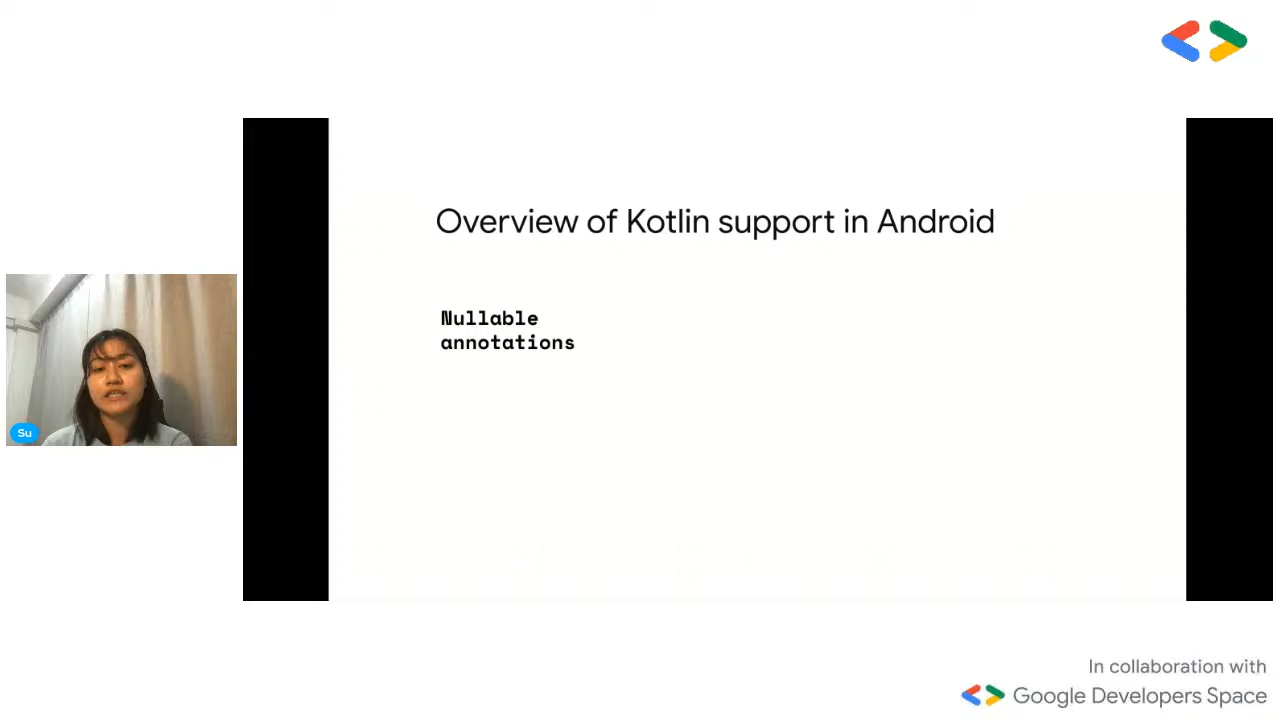 Overview of Kotlin support in Android
Nullable
annotations
Su
In collaboration with
Google Developers Space